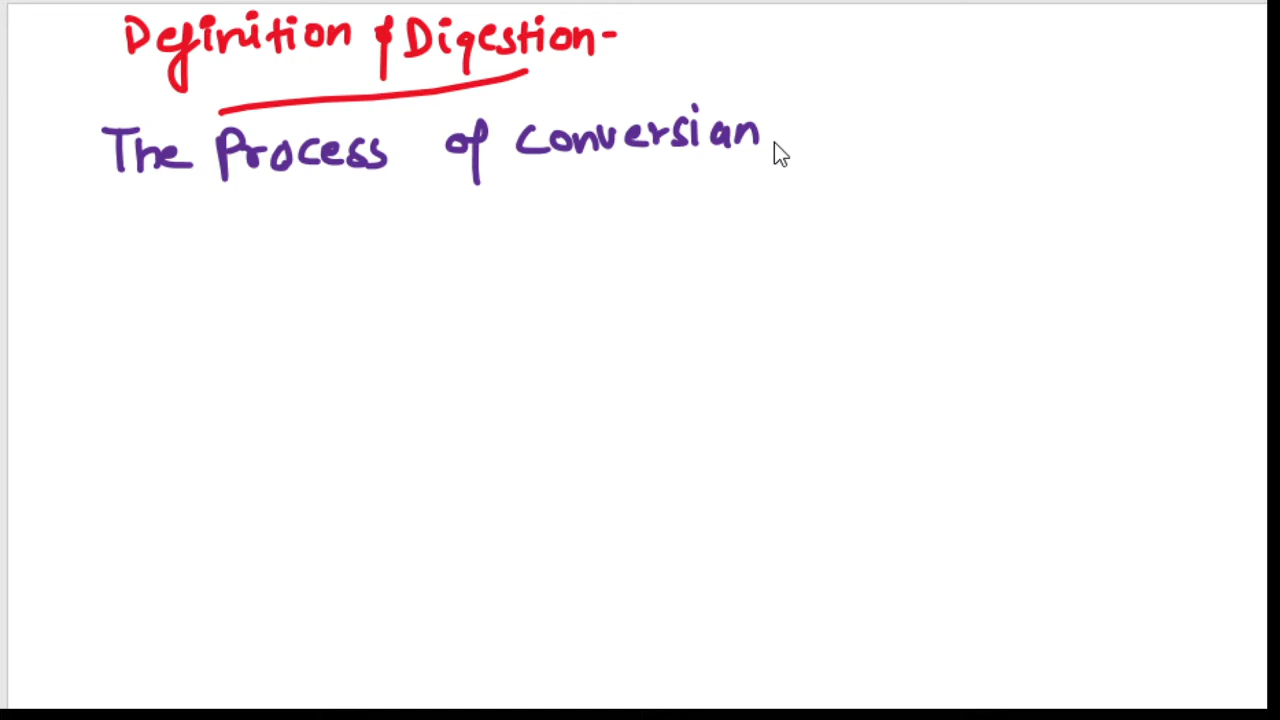 Definition of Digestion-
The Process of conversian